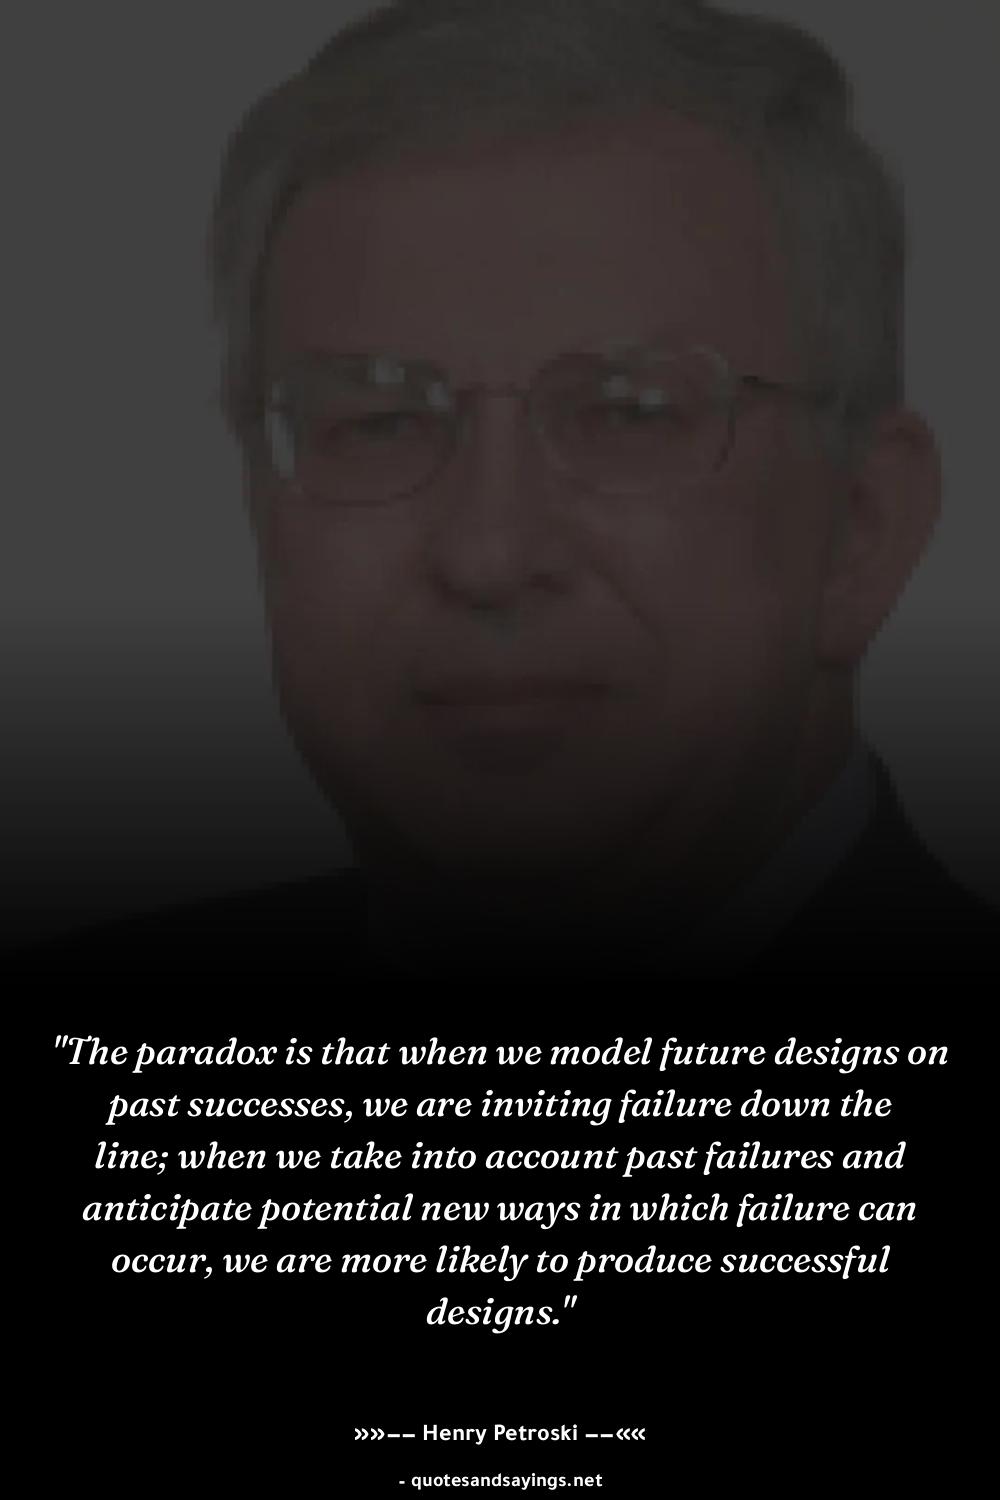 "The paradox is that when we model future designs on
past successes, we are inviting failure down the
line; when we take into account past failures and
anticipate potential new ways in which failure can
occur, we are more likely to produce successful
designs."
»»−− Henry Petroski −−««
- quotesandsayings.net